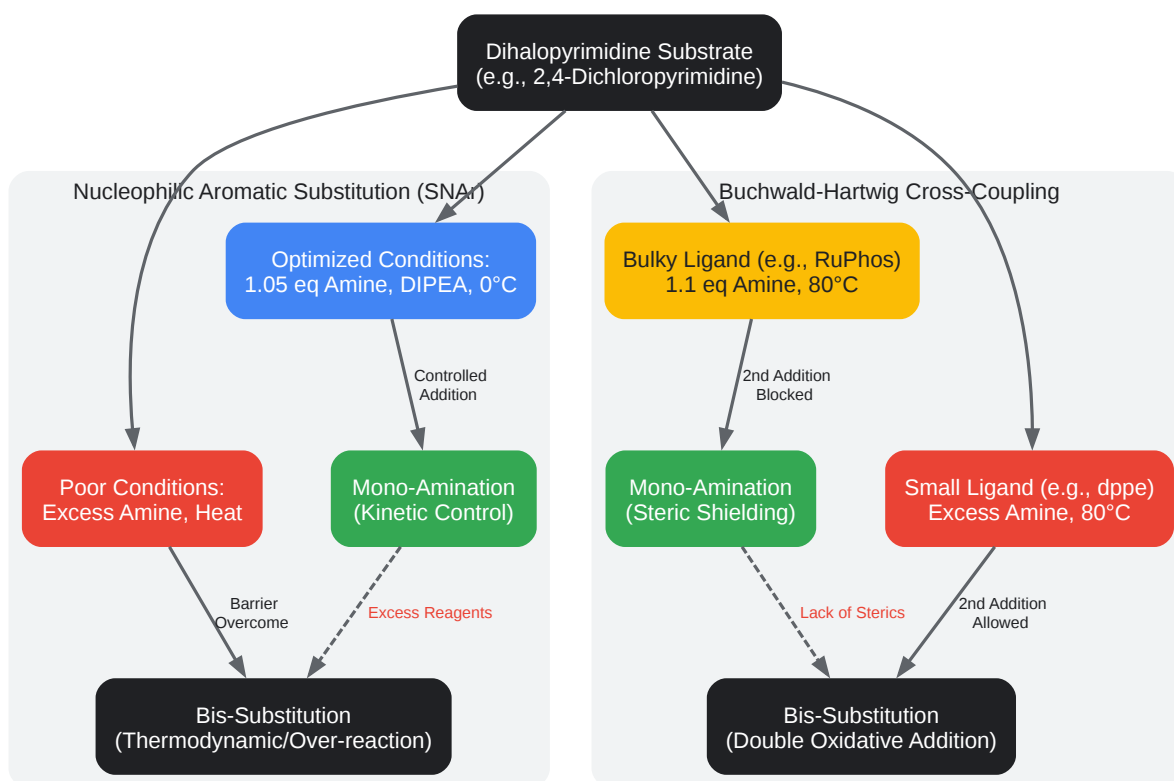 Dihalopyrimidine Substrate
(e.g., 2,4-Dichloropyrimidine)
Nucleophilic Aromatic Substitution (SNAr)
Buchwald-Hartwig Cross-Coupling
Optimized Conditions:
1.05 eq Amine, DIPEA, 0°C
Bulky Ligand (e.g., RuPhos)
1.1 eq Amine, 80°C
Controlled
Addition
2nd Addition
Blocked
Poor Conditions:
Excess Amine, Heat
Mono-Amination
(Kinetic Control)
Mono-Amination
(Steric Shielding)
Small Ligand (e.g., dppe)
Excess Amine, 80°C
Barrier
Overcome
Excess Reagents
Lack of Sterics
2nd Addition
Allowed
Bis-Substitution
(Thermodynamic/Over-reaction)
Bis-Substitution
(Double Oxidative Addition)